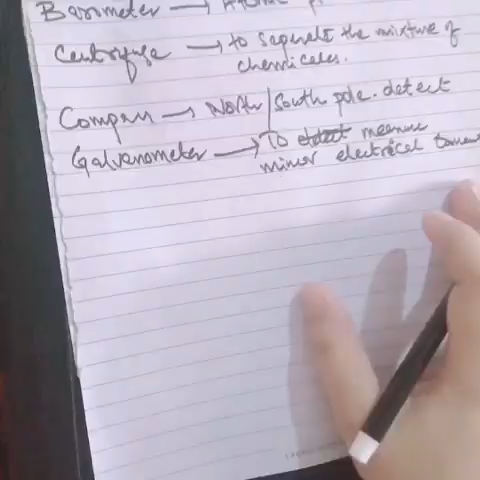 Barometer →
Centrifuge → to seperate the mixture of
chemicales.
Compass → North/South pole. detect
Galvanometer → To detect measure
minor electrical